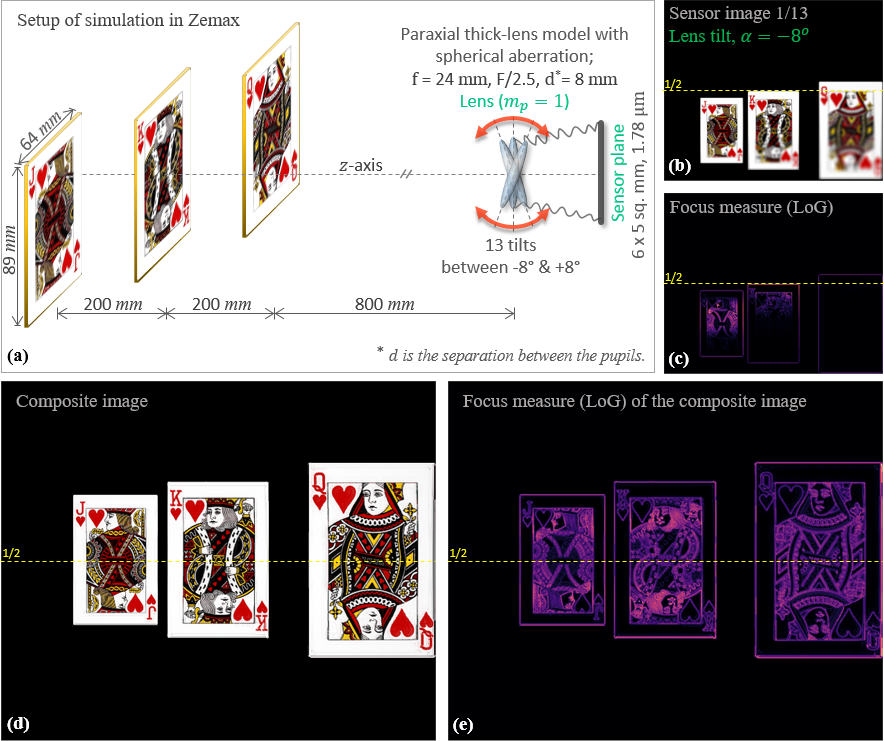 Setup of simulation in Zemax
64 mm
89 mm
J
K
Q
Q
K
J
200 mm
200 mm
800 mm
z-axis
Paraxial thick-lens model with
spherical aberration;
f = 24 mm, F/2.5, d*= 8 mm
Lens (mₚ = 1)
13 tilts
between -8° & +8°
Sensor plane
6 x 5 sq. mm, 1.78 µm
(a)
* d is the separation between the pupils.
Sensor image 1/13
Lens tilt, α = −8°
1/2
J
K
Q
K
J
(b)
Focus measure (LoG)
1/2
(c)
Composite image
J
K
Q
1/2
J
K
Q
(d)
Focus measure (LoG) of the composite image
J
K
Q
1/2
J
K
Q
(e)